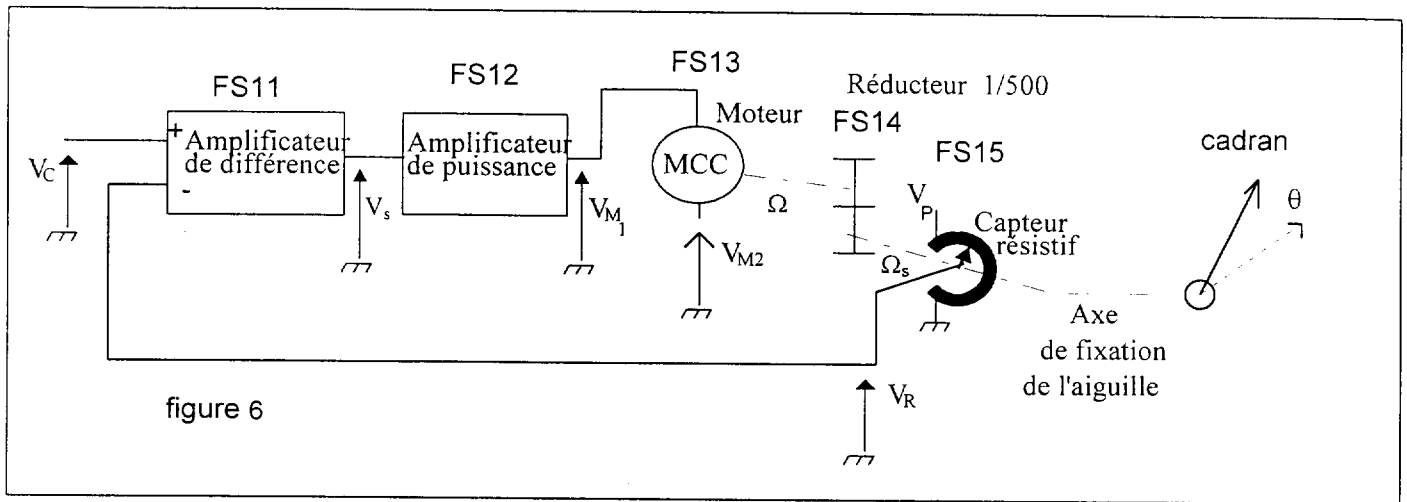 FS11
FS12
FS13
Réducteur 1/500
FS14
FS15
cadran
Moteur
MCC
+
-
Amplificateur
de différence
Amplificateur
de puissance
V_C
V_s
V_M1
V_M2
Ω
Ω_s
V_P
Capteur
résistif
θ
Axe
de fixation
de l'aiguille
V_R
figure 6